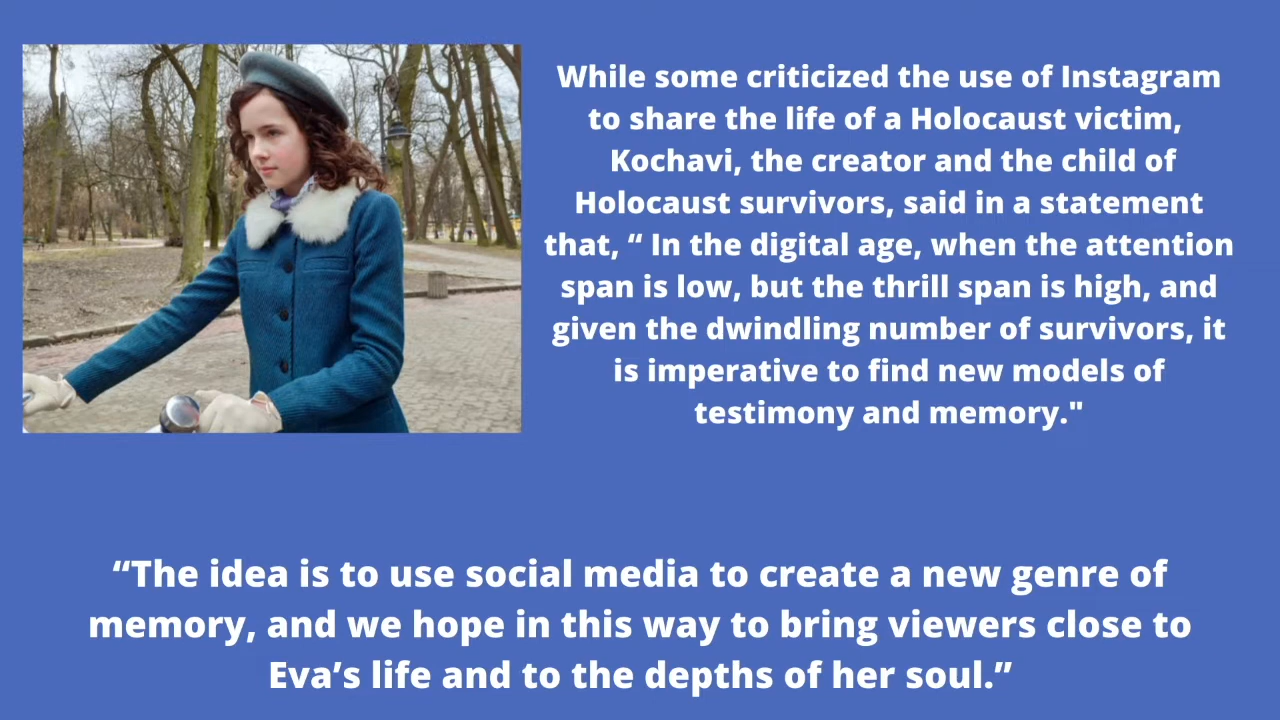 While some criticized the use of Instagram
to share the life of a Holocaust victim,
Kochavi, the creator and the child of
Holocaust survivors, said in a statement
that, “ In the digital age, when the attention
span is low, but the thrill span is high, and
given the dwindling number of survivors, it
is imperative to find new models of
testimony and memory."
“The idea is to use social media to create a new genre of
memory, and we hope in this way to bring viewers close to
Eva’s life and to the depths of her soul.”